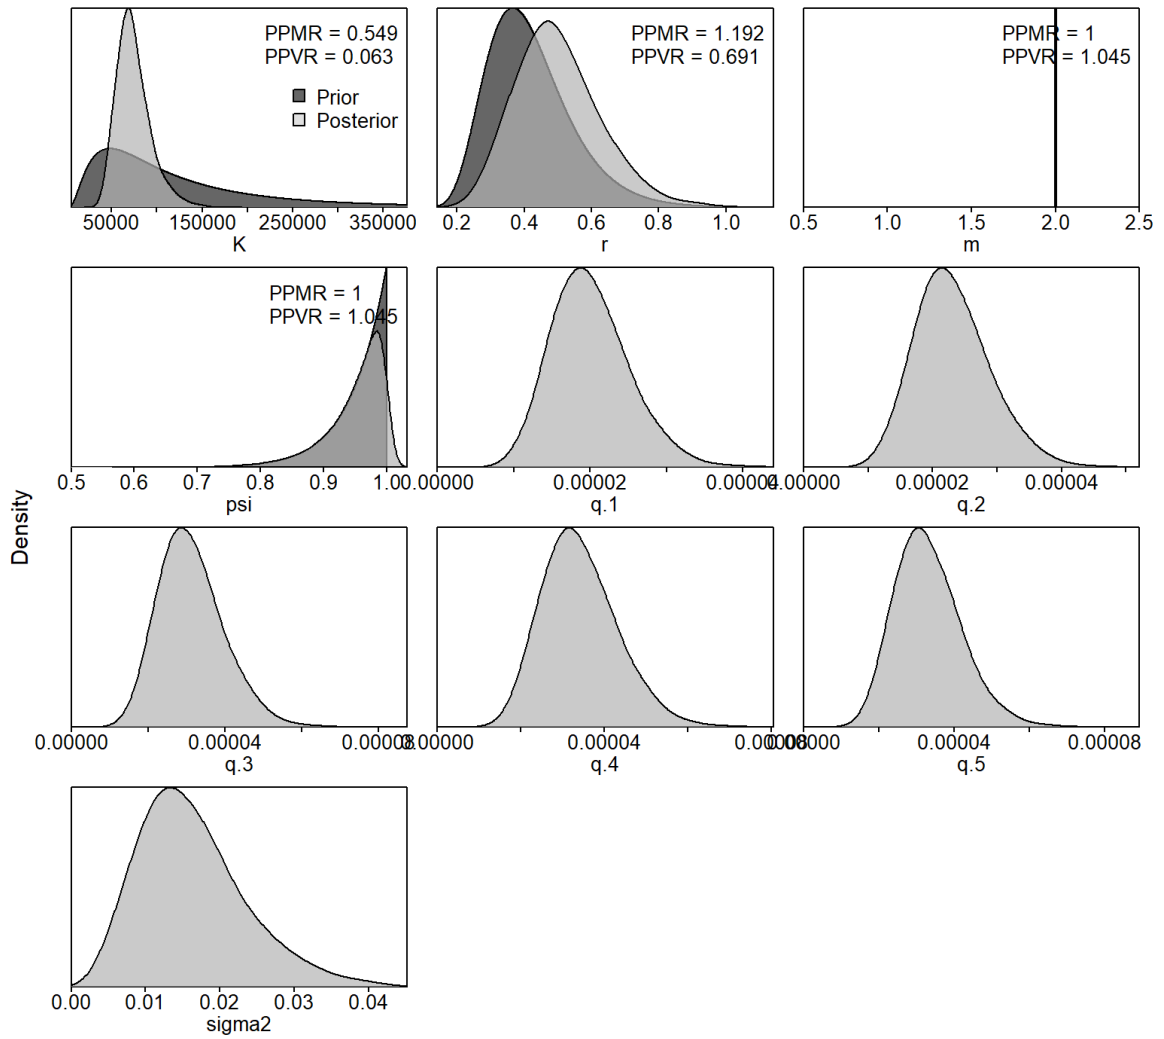 PPMR = 0.549
PPVR = 0.063
Prior
Posterior
50000 150000 250000 350000
K
PPMR = 1.192
PPVR = 0.691
0.2 0.4 0.6 0.8 1.0
r
PPMR = 1
PPVR = 1.045
0.5 1.0 1.5 2.0 2.5
m
PPMR = 1
PPVR = 1.045
0.5 0.6 0.7 0.8 0.9 1.0
psi
0.00000 0.00002 0.00004
q.1
0.00000 0.00002 0.00004
q.2
Density
0.00000 0.00004 0.00008
q.3
0.00000 0.00004 0.00008
q.4
0.00000 0.00004 0.00008
q.5
0.00 0.01 0.02 0.03 0.04
sigma2